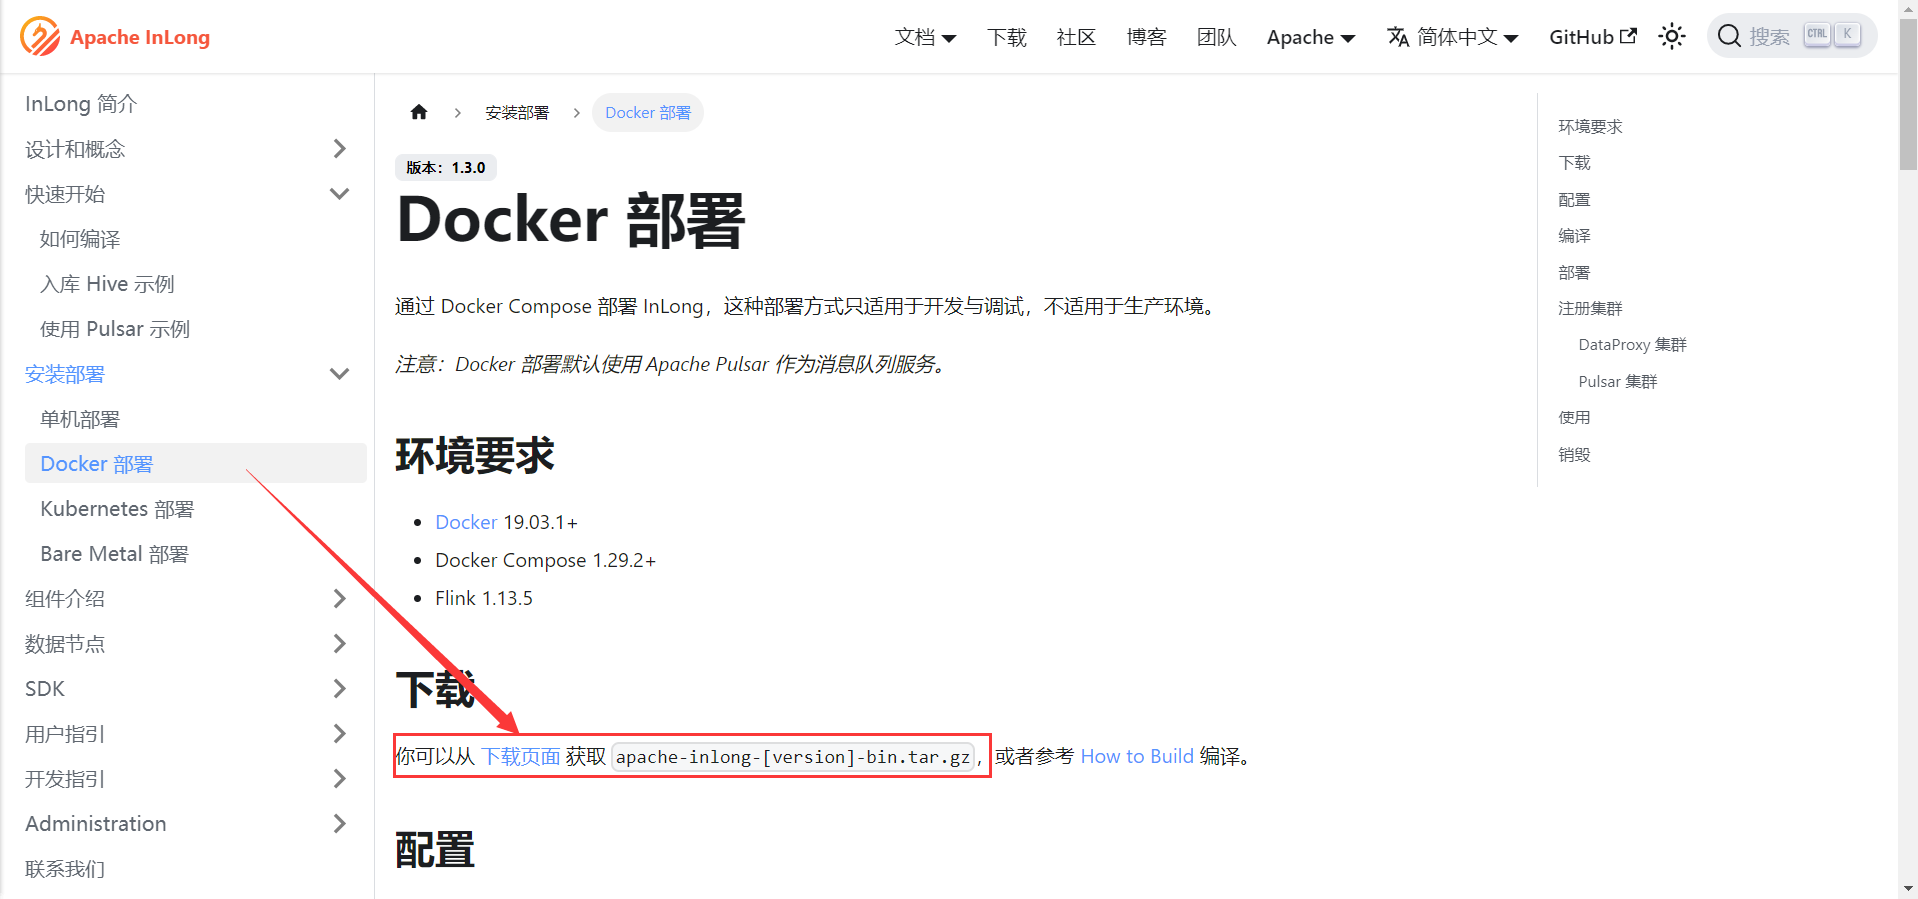 Apache InLong
文档
下载
社区
博客
团队
Apache
简体中文
GitHub
搜索
CTRL
K
InLong 简介
设计和概念
快速开始
如何编译
入库 Hive 示例
使用 Pulsar 示例
安装部署
单机部署
Docker 部署
Kubernetes 部署
Bare Metal 部署
组件介绍
数据节点
SDK
用户指引
开发指引
Administration
联系我们
安装部署
Docker 部署
版本：1.3.0
Docker 部署
通过 Docker Compose 部署 InLong，这种部署方式只适用于开发与调试，不适用于生产环境。
注意：Docker 部署默认使用 Apache Pulsar 作为消息队列服务。
环境要求
Docker 19.03.1+
Docker Compose 1.29.2+
Flink 1.13.5
下载
你可以从 下载页面 获取 apache-inlong-[version]-bin.tar.gz，或者参考 How to Build 编译。
配置
环境要求
下载
配置
编译
部署
注册集群
DataProxy 集群
Pulsar 集群
使用
销毁